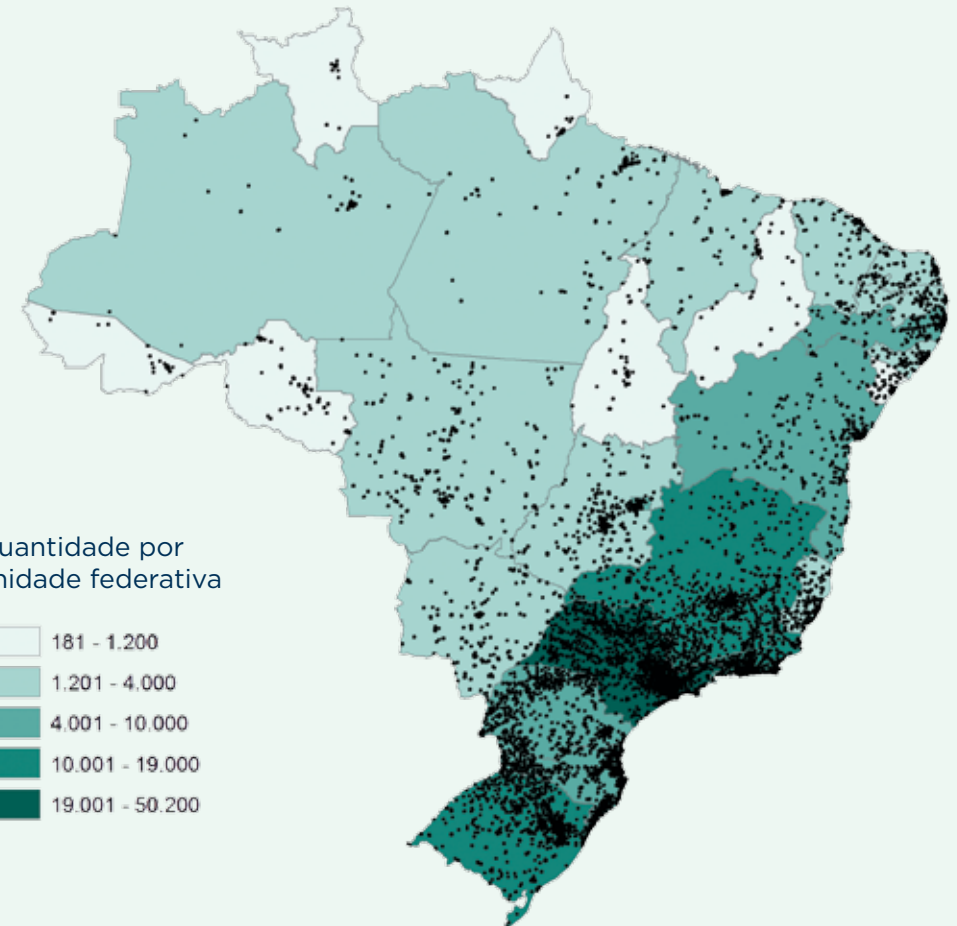 uantidade por
nidade federativa
181 - 1.200
1.201 - 4.000
4.001 - 10.000
10.001 - 19.000
19.001 - 50.200